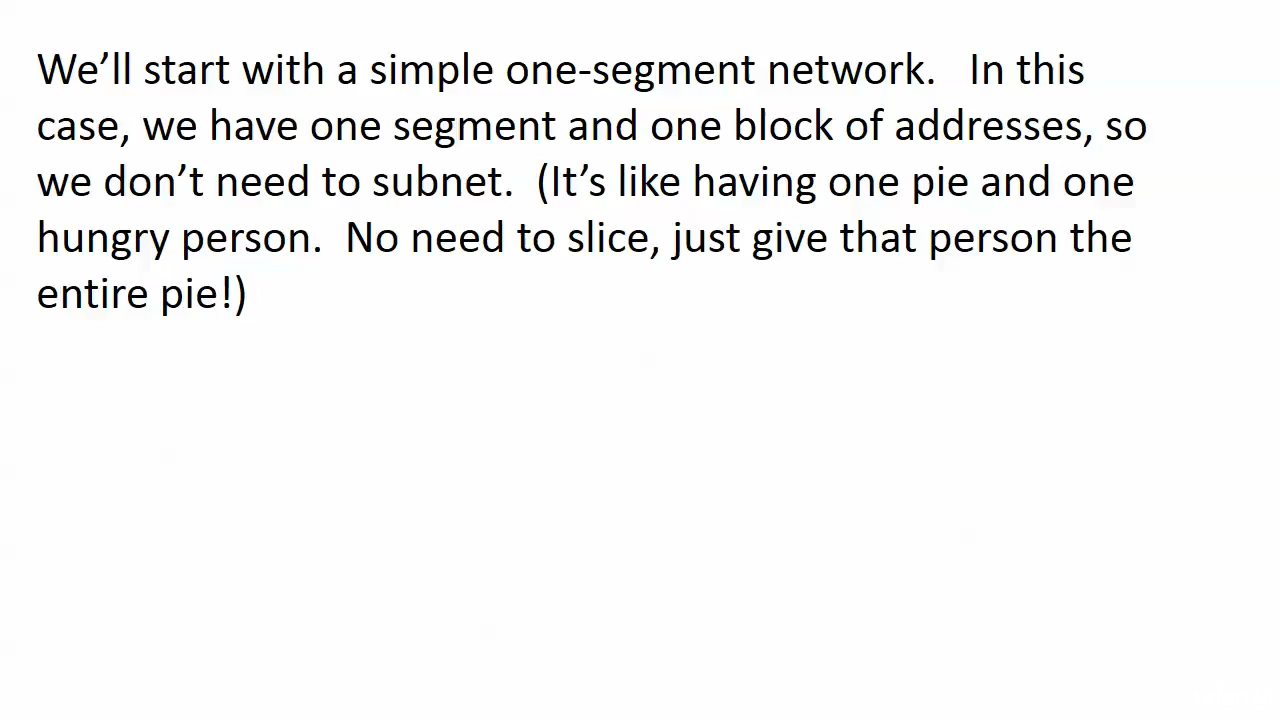 We’ll start with a simple one-segment network.   In this
case, we have one segment and one block of addresses, so
we don’t need to subnet.  (It’s like having one pie and one
hungry person.  No need to slice, just give that person the
entire pie!)